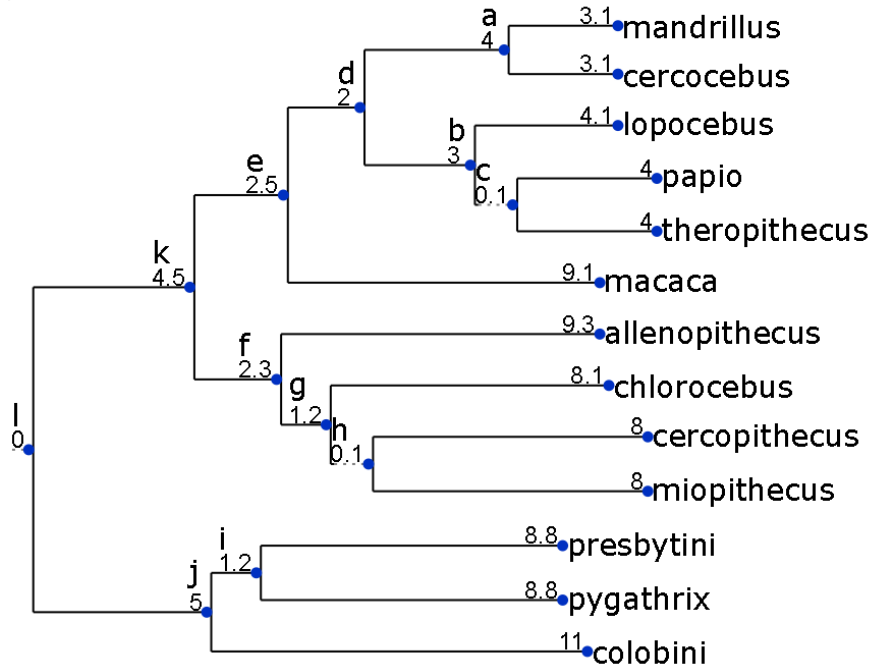 a
3.1
mandrillus
4
3.1
cercocebus
d
2
4.1
lopocebus
b
3
c
0.1
4
papio
4
theropithecus
e
2.5
9.1
macaca
k
4.5
9.3
allenopithecus
f
2.3
g
8.1
chlorocebus
1.2
h
0.1
8
cercopithecus
8
miopithecus
l
0
i
1.2
8.8
presbytini
j
5
8.8
pygathrix
11
colobini